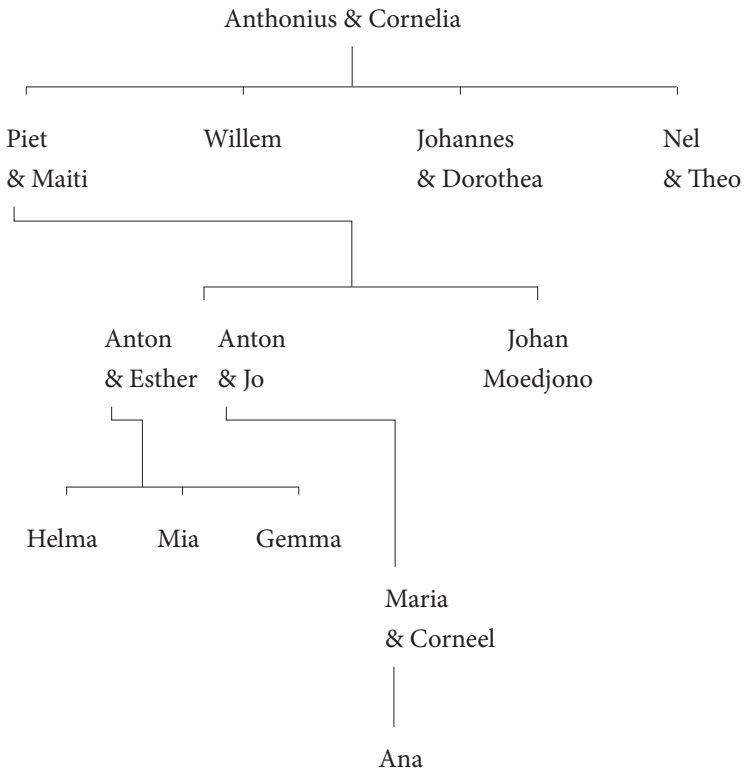 Anthonius & Cornelia
Piet Willem Johannes Nel
& Maiti & Dorothea & Theo
Anton Anton Johan
& Esther & Jo Moedjono
Helma Mia Gemma
Maria
& Corneel
Ana